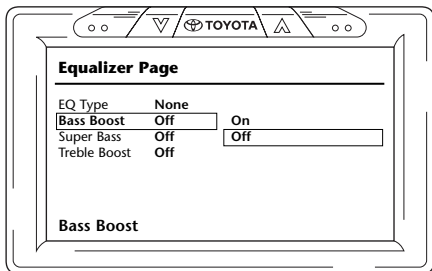 TOYOTA
Equalizer Page
EQ Type None
Bass Boost Off On
Super Bass Off Off
Treble Boost Off
Bass Boost